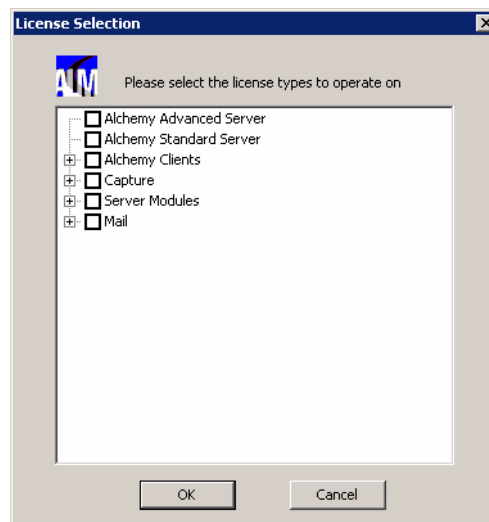 License Selection
ALM
Please select the license types to operate on
Alchemy Advanced Server
Alchemy Standard Server
Alchemy Clients
Capture
Server Modules
Mail
OK
Cancel